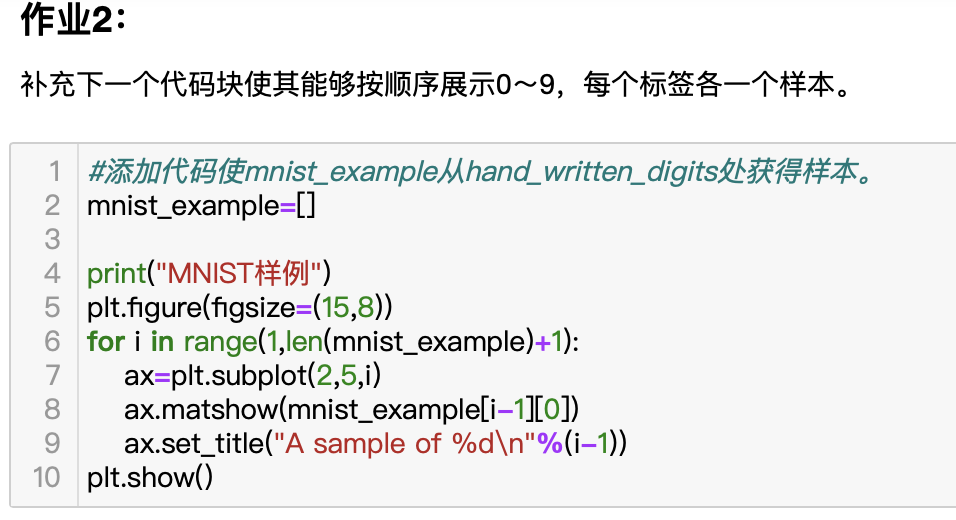 作业2：
补充下一个代码块使其能够按顺序展示0～9，每个标签各一个样本。
1 #添加代码使mnist_example从hand_written_digits处获得样本。
2 mnist_example=[]
3
4 print("MNIST样例")
5 plt.figure(figsize=(15,8))
6 for i in range(1,len(mnist_example)+1):
7     ax=plt.subplot(2,5,i)
8     ax.matshow(mnist_example[i-1][0])
9     ax.set_title("A sample of %d\n"%(i-1))
10 plt.show()